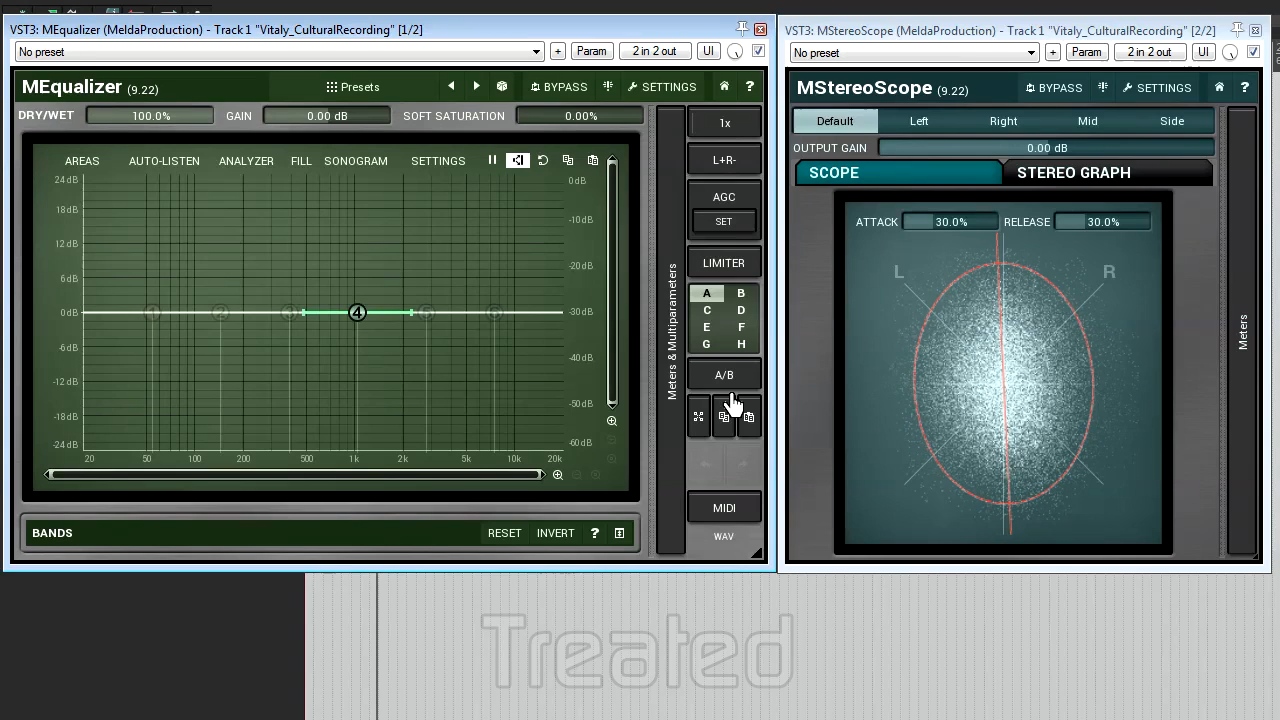 VST3: MEqualizer (MeldaProduction) - Track 1 "Vitaly_CulturalRecording" [1/2]
No preset
+
Param
2 in 2 out
UI
MEqualizer (9.22)
Presets
BYPASS
SETTINGS
?
DRY/WET
100.0%
GAIN
0.00 dB
SOFT SATURATION
0.00%
AREAS
AUTO-LISTEN
ANALYZER
FILL
SONOGRAM
SETTINGS
24 dB
18 dB
12 dB
6 dB
0 dB
-6 dB
-12 dB
-18 dB
-24 dB
0 dB
-10 dB
-20 dB
-30 dB
-40 dB
-50 dB
-60 dB
1
2
3
4
5
6
20
50
100
200
500
1k
2k
5k
10k
20k
BANDS
RESET
INVERT
?
Meters & Multiparameters
1x
L+R-
AGC
SET
LIMITER
A B
C D
E F
G H
A/B
MIDI
WAV
VST3: MStereoScope (MeldaProduction) - Track 1 "Vitaly_CulturalRecording" [2/2]
No preset
+
Param
2 in 2 out
UI
MStereoScope (9.22)
BYPASS
SETTINGS
?
Default
Left
Right
Mid
Side
OUTPUT GAIN
0.00 dB
SCOPE
STEREO GRAPH
ATTACK
30.0%
RELEASE
30.0%
L
R
Meters
Treated